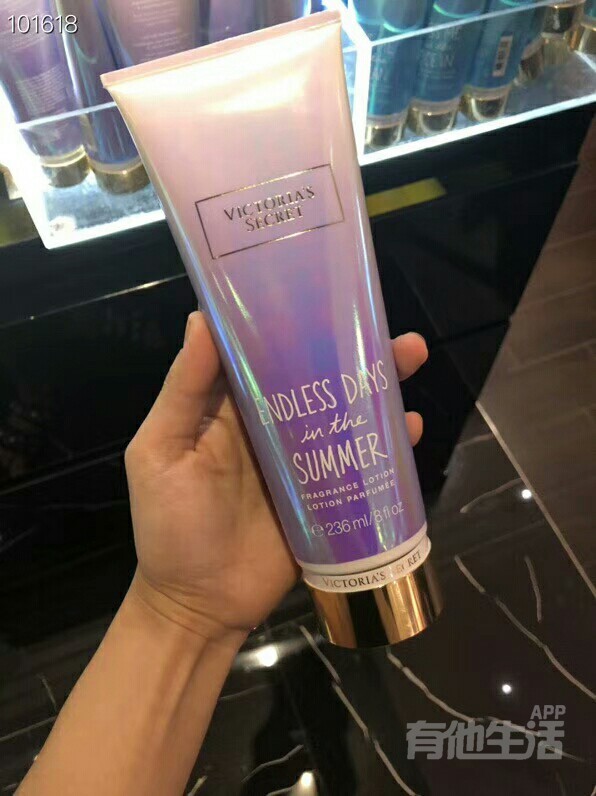 101618
VICTORIA'S
SECRET
ENDLESS DAYS
in the
SUMMER
FRAGRANCE LOTION
LOTION PARFUMÉE
℮ 236 ml/8 fl oz
VICTORIA'S SECRET
APP
有他生活